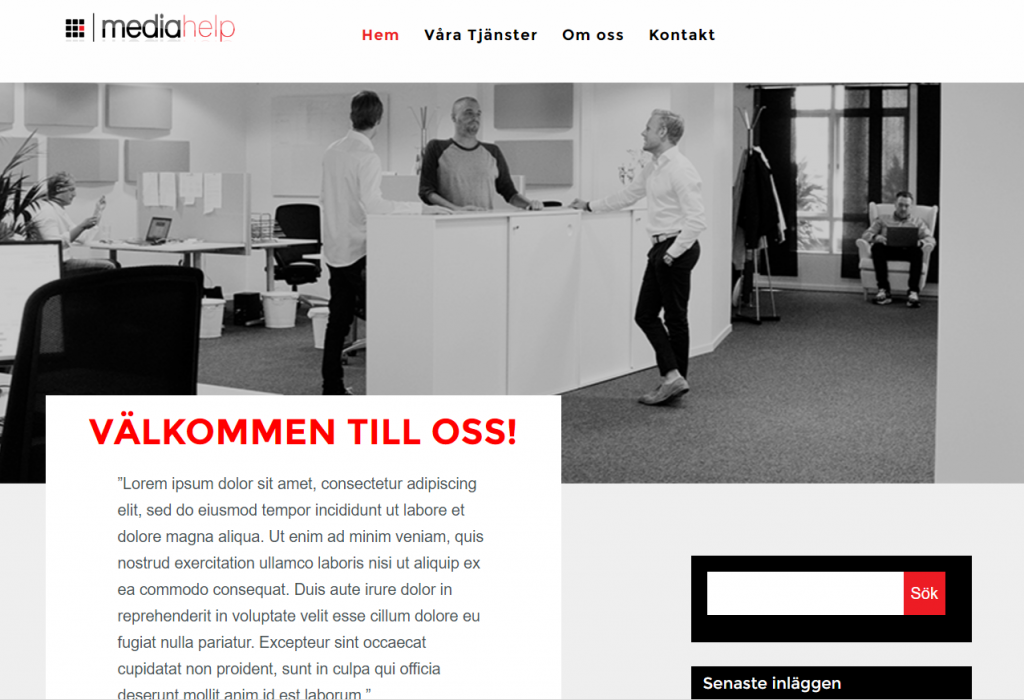 mediahelp
Hem Våra Tjänster Om oss Kontakt
VÄLKOMMEN TILL OSS!
”Lorem ipsum dolor sit amet, consectetur adipiscing
elit, sed do eiusmod tempor incididunt ut labore et
dolore magna aliqua. Ut enim ad minim veniam, quis
nostrud exercitation ullamco laboris nisi ut aliquip ex
ea commodo consequat. Duis aute irure dolor in
reprehenderit in voluptate velit esse cillum dolore eu
fugiat nulla pariatur. Excepteur sint occaecat
cupidatat non proident, sunt in culpa qui officia
deserunt mollit anim id est laborum.”
Sök
Senaste inläggen